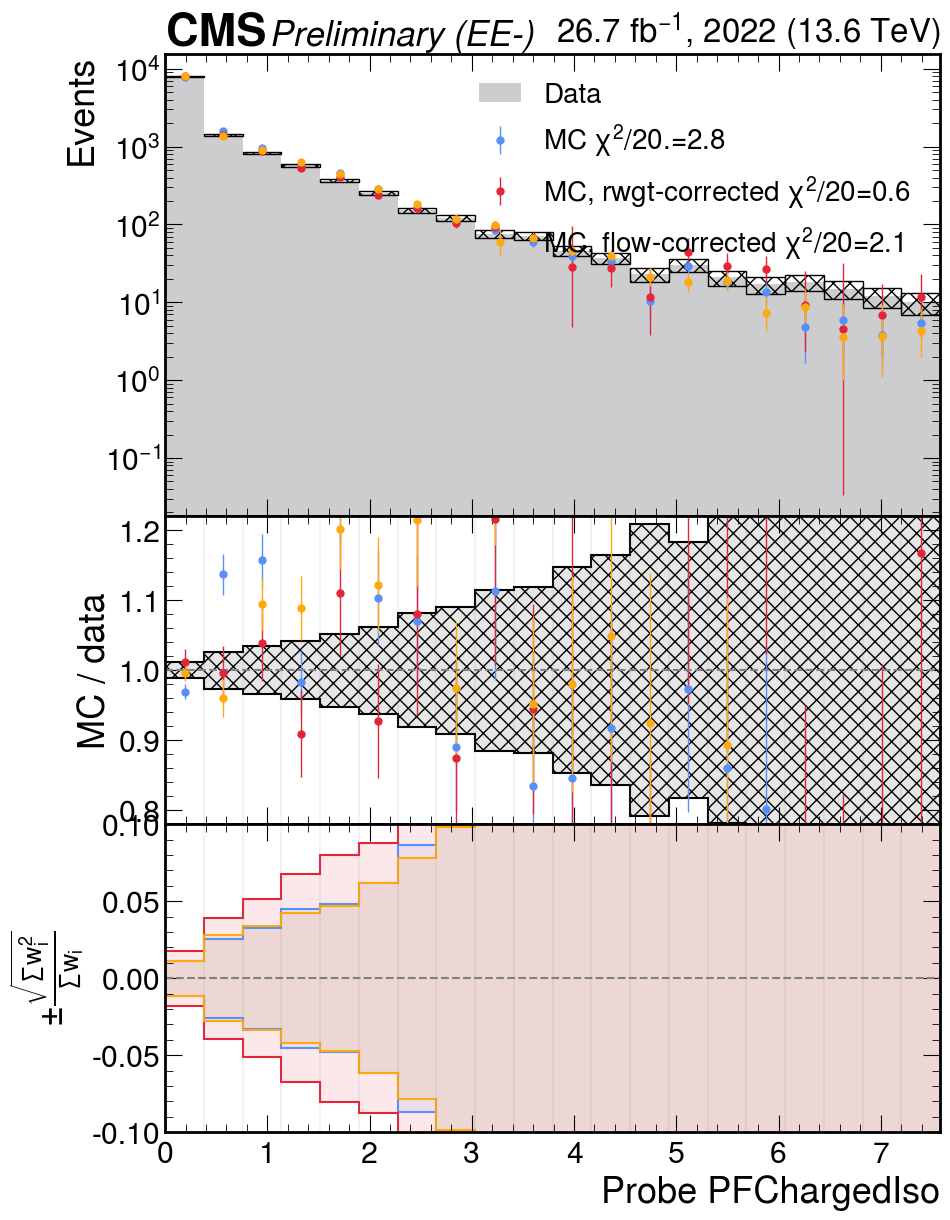 CMS Preliminary (EE-) 26.7 fb⁻¹, 2022 (13.6 TeV)
Events
10⁴
10³
10²
10¹
10⁰
10⁻¹
Data
MC χ²/20.=2.8
MC, rwgt-corrected χ²/20=0.6
MC, flow-corrected χ²/20=2.1
MC / data
1.2
1.1
1.0
0.9
0.8
±√Σw²ᵢ / Σwᵢ
0.10
0.05
0.00
-0.05
-0.10
0 1 2 3 4 5 6 7
Probe PFChargedIso